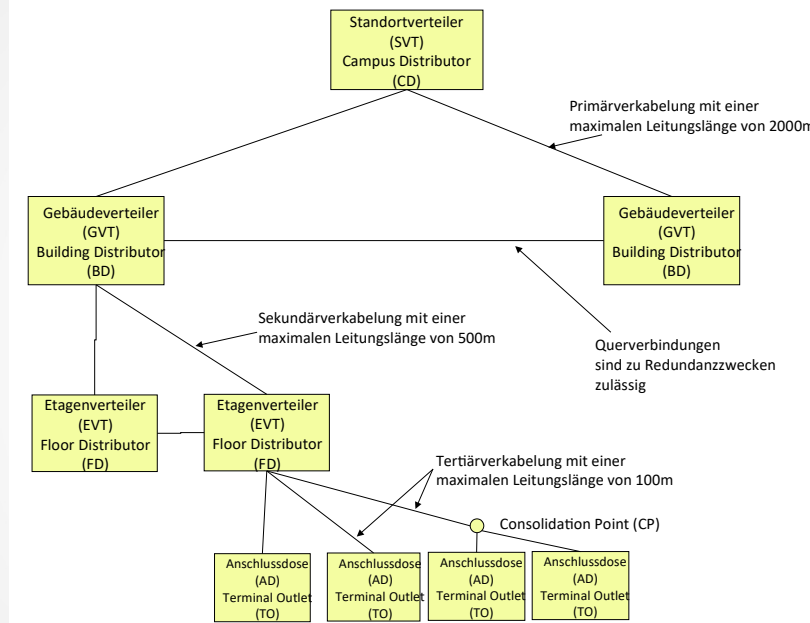 Standortverteiler
(SVT)
Campus Distributor
(CD)
Primärverkabelung mit einer
maximalen Leitungslänge von 2000m
Gebäudeverteiler
(GVT)
Building Distributor
(BD)
Gebäudeverteiler
(GVT)
Building Distributor
(BD)
Sekundärverkabelung mit einer
maximalen Leitungslänge von 500m
Querverbindungen
sind zu Redundanzzwecken
zulässig
Etagenverteiler
(EVT)
Floor Distributor
(FD)
Etagenverteiler
(EVT)
Floor Distributor
(FD)
Tertiärverkabelung mit einer
maximalen Leitungslänge von 100m
Consolidation Point (CP)
Anschlussdose
(AD)
Terminal Outlet
(TO)
Anschlussdose
(AD)
Terminal Outlet
(TO)
Anschlussdose
(AD)
Terminal Outlet
(TO)
Anschlussdose
(AD)
Terminal Outlet
(TO)